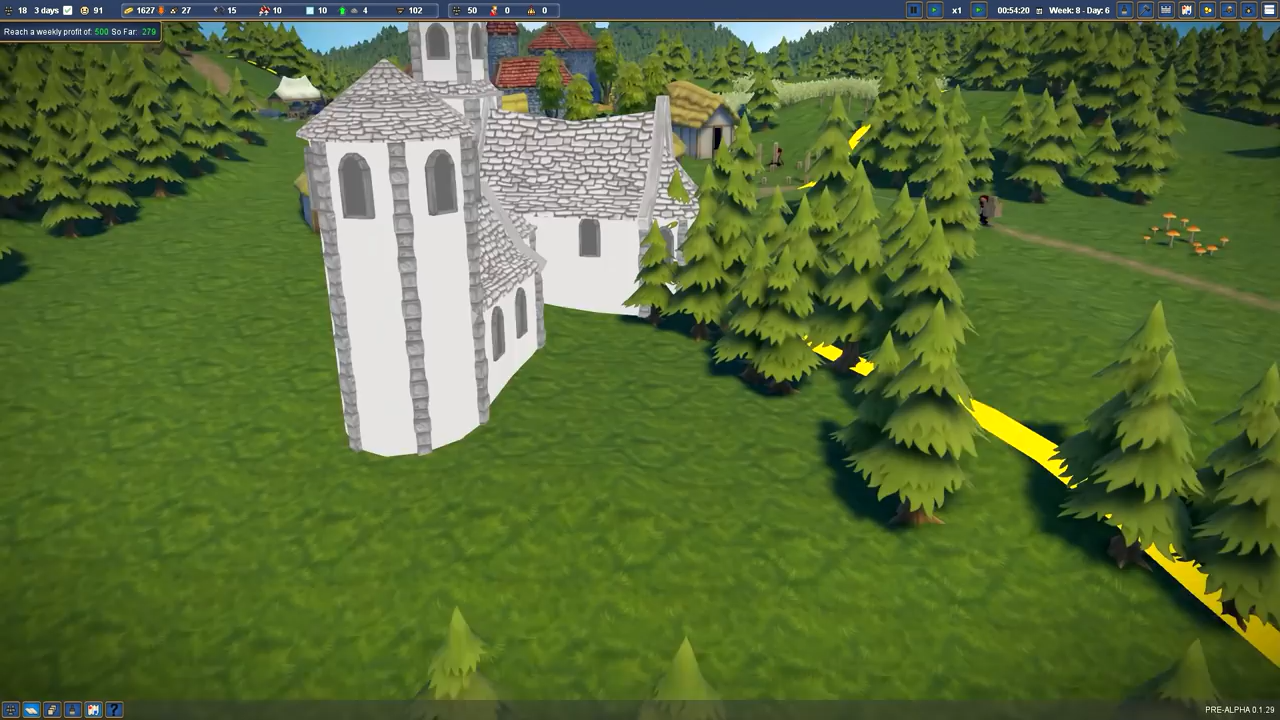 18 3 days 91 1627 27 15 10 10 4 102 50 0 0 x1 00:54:20 Week: 8 - Day: 6
Reach a weekly profit of: 500 So Far: 279
PRE-ALPHA 0.1.29